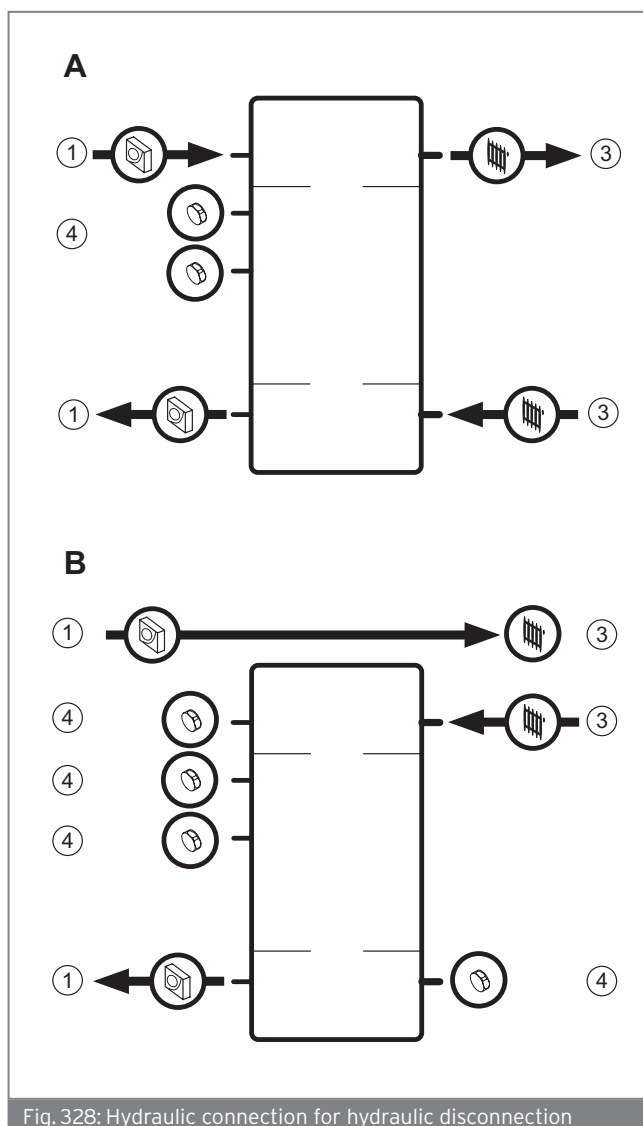 A
① ③
④
① ③
B
① ③
④ ③
④
④
① ④
Fig. 328: Hydraulic connection for hydraulic disconnection